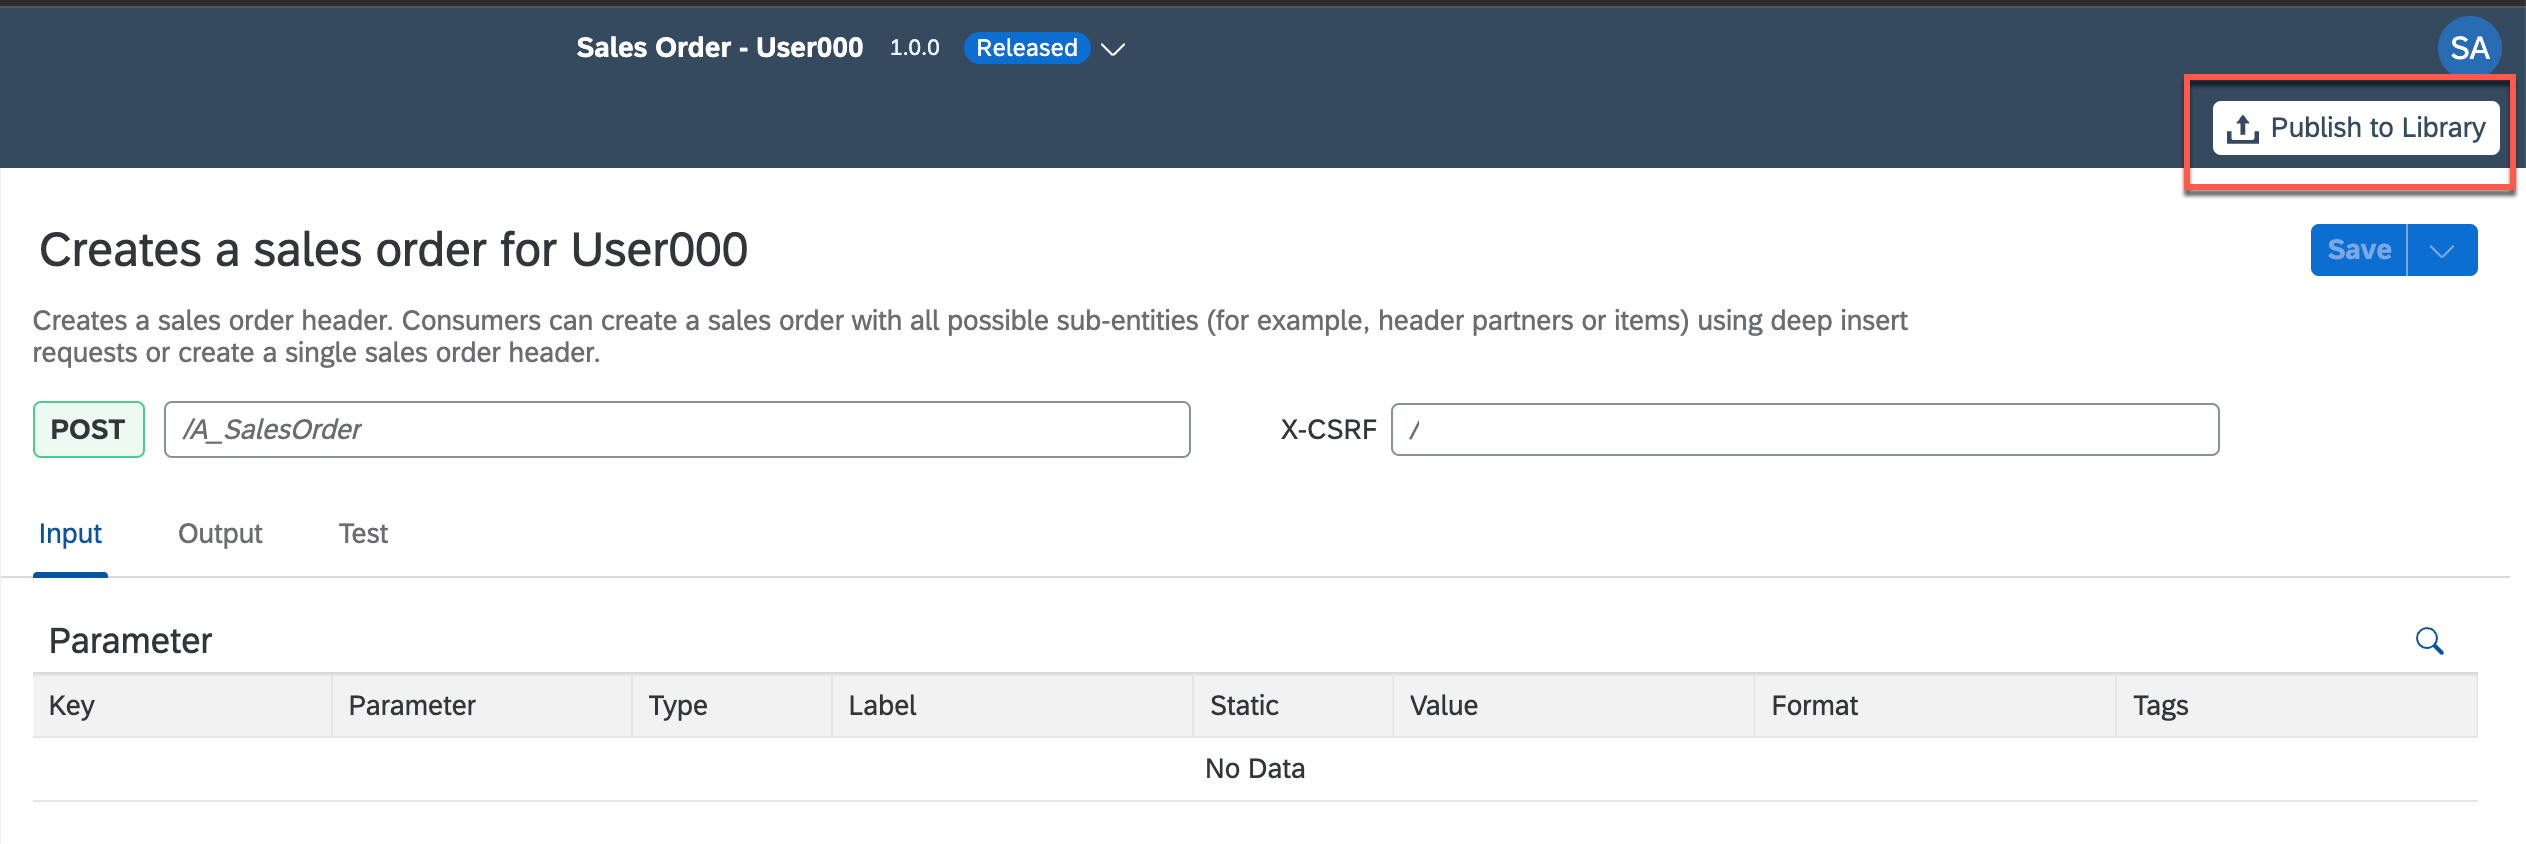 Sales Order - User000 1.0.0 Released
SA
Publish to Library
Creates a sales order for User000
Save
Creates a sales order header. Consumers can create a sales order with all possible sub-entities (for example, header partners or items) using deep insert
requests or create a single sales order header.
POST /A_SalesOrder X-CSRF /
Input Output Test
Parameter
Key Parameter Type Label Static Value Format Tags
No Data